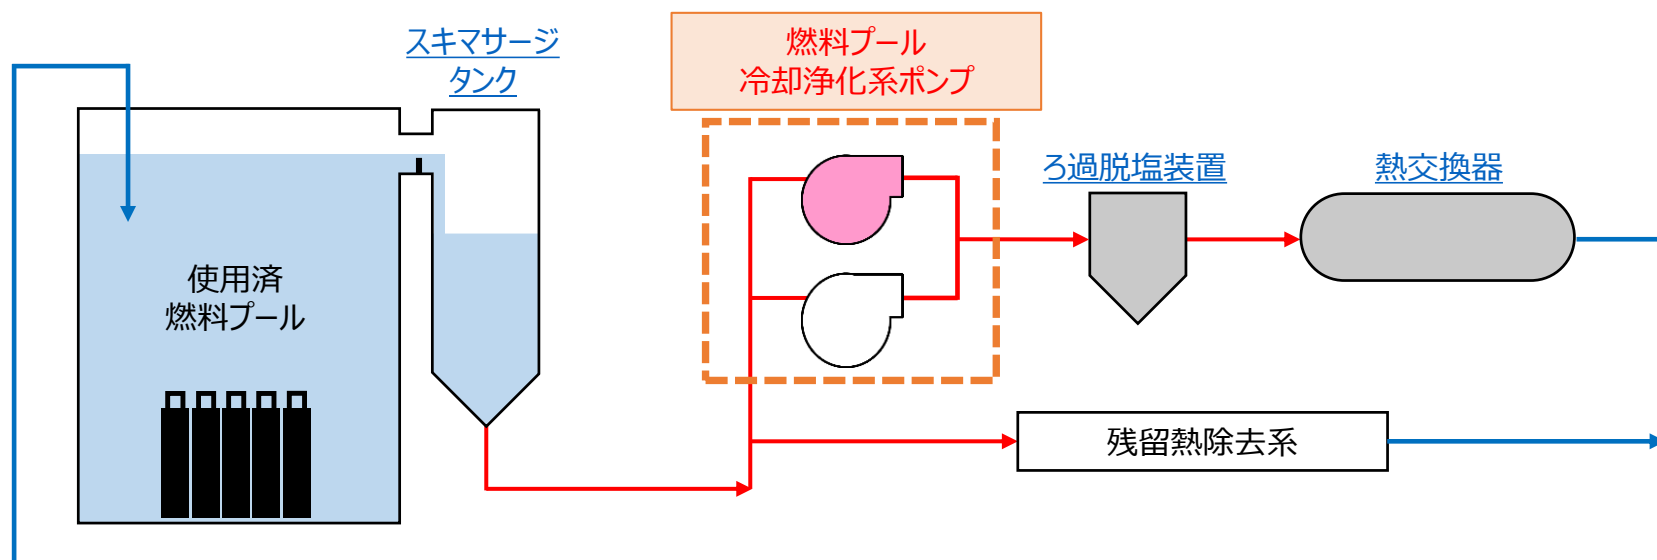 スキマサージ
タンク
燃料プール
冷却浄化系ポンプ
ろ過脱塩装置
熱交換器
使用済
燃料プール
残留熱除去系